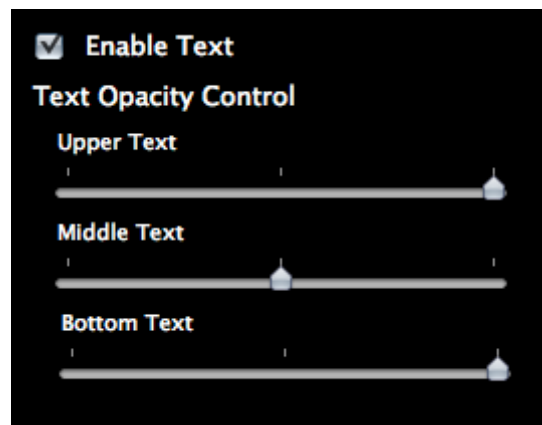 Enable Text
Text Opacity Control
Upper Text
Middle Text
Bottom Text